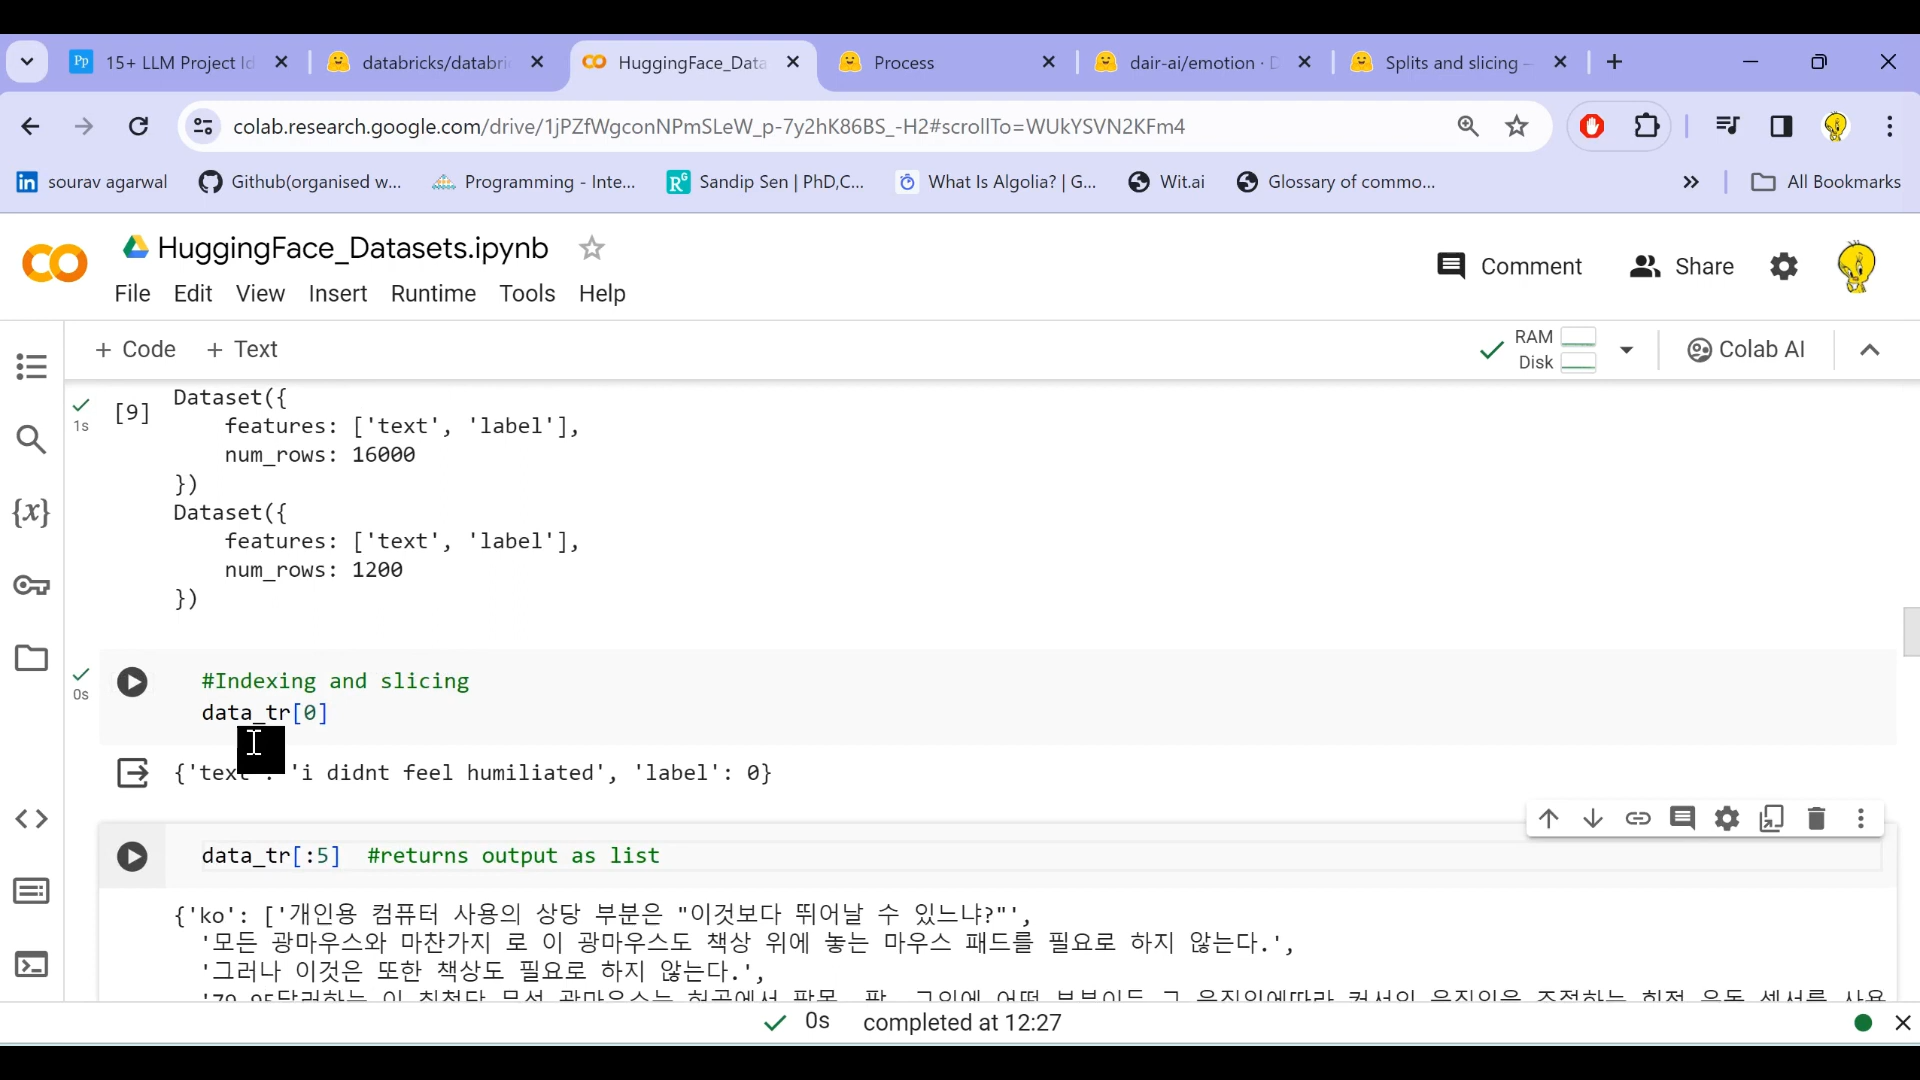 Pp 15+ LLM Project Id databricks/databri HuggingFace_Data Process dair-ai/emotion · D Splits and slicing –
colab.research.google.com/drive/1jPZfWgconNPmSLeW_p-7y2hK86BS_-H2#scrollTo=WUkYSVN2KFm4
sourav agarwal Github(organised w... Programming - Inte... Sandip Sen | PhD,C... What Is Algolia? | G... Wit.ai Glossary of commo... » All Bookmarks
HuggingFace_Datasets.ipynb
Comment Share
File Edit View Insert Runtime Tools Help
+ Code + Text
RAM
Disk
Colab AI
[9]
1s
Dataset({
features: ['text', 'label'],
num_rows: 16000
})
Dataset({
features: ['text', 'label'],
num_rows: 1200
})
0s
#Indexing and slicing
data_tr[0]
{'text': 'i didnt feel humiliated', 'label': 0}
data_tr[:5] #returns output as list
{'ko': ['개인용 컴퓨터 사용의 상당 부분은 "이것보다 뛰어날 수 있느냐?"',
'모든 광마우스와 마찬가지 로 이 광마우스도 책상 위에 놓는 마우스 패드를 필요로 하지 않는다.',
'그러나 이것은 또한 책상도 필요로 하지 않는다.',
0s completed at 12:27